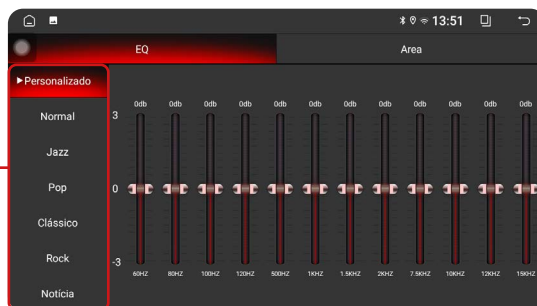 13:51
EQ Area
Personalizado
Normal
Jazz
Pop
Clássico
Rock
Notícia
0db 0db 0db 0db 0db 0db 0db 0db 0db 0db 0db 0db
3
0
-3
60HZ 80HZ 100HZ 120HZ 500HZ 1KHZ 1.5KHZ 2KHZ 7.5KHZ 10KHZ 12KHZ 15KHZ